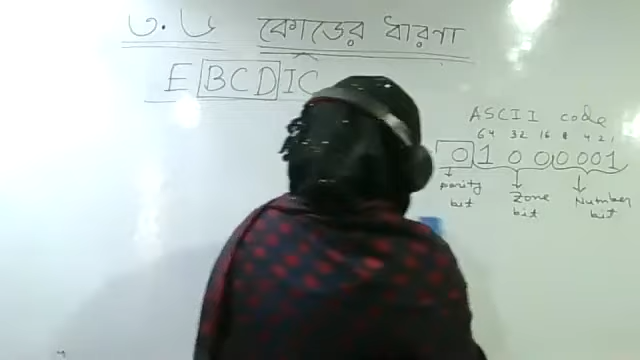 ৩.৬ কোডের ধারনা
EBCDIC
ASCII code
64 32 16 8 4 2 1
0 1 0 0 0 0 0 1
parity bit
Zone bit
Number bit